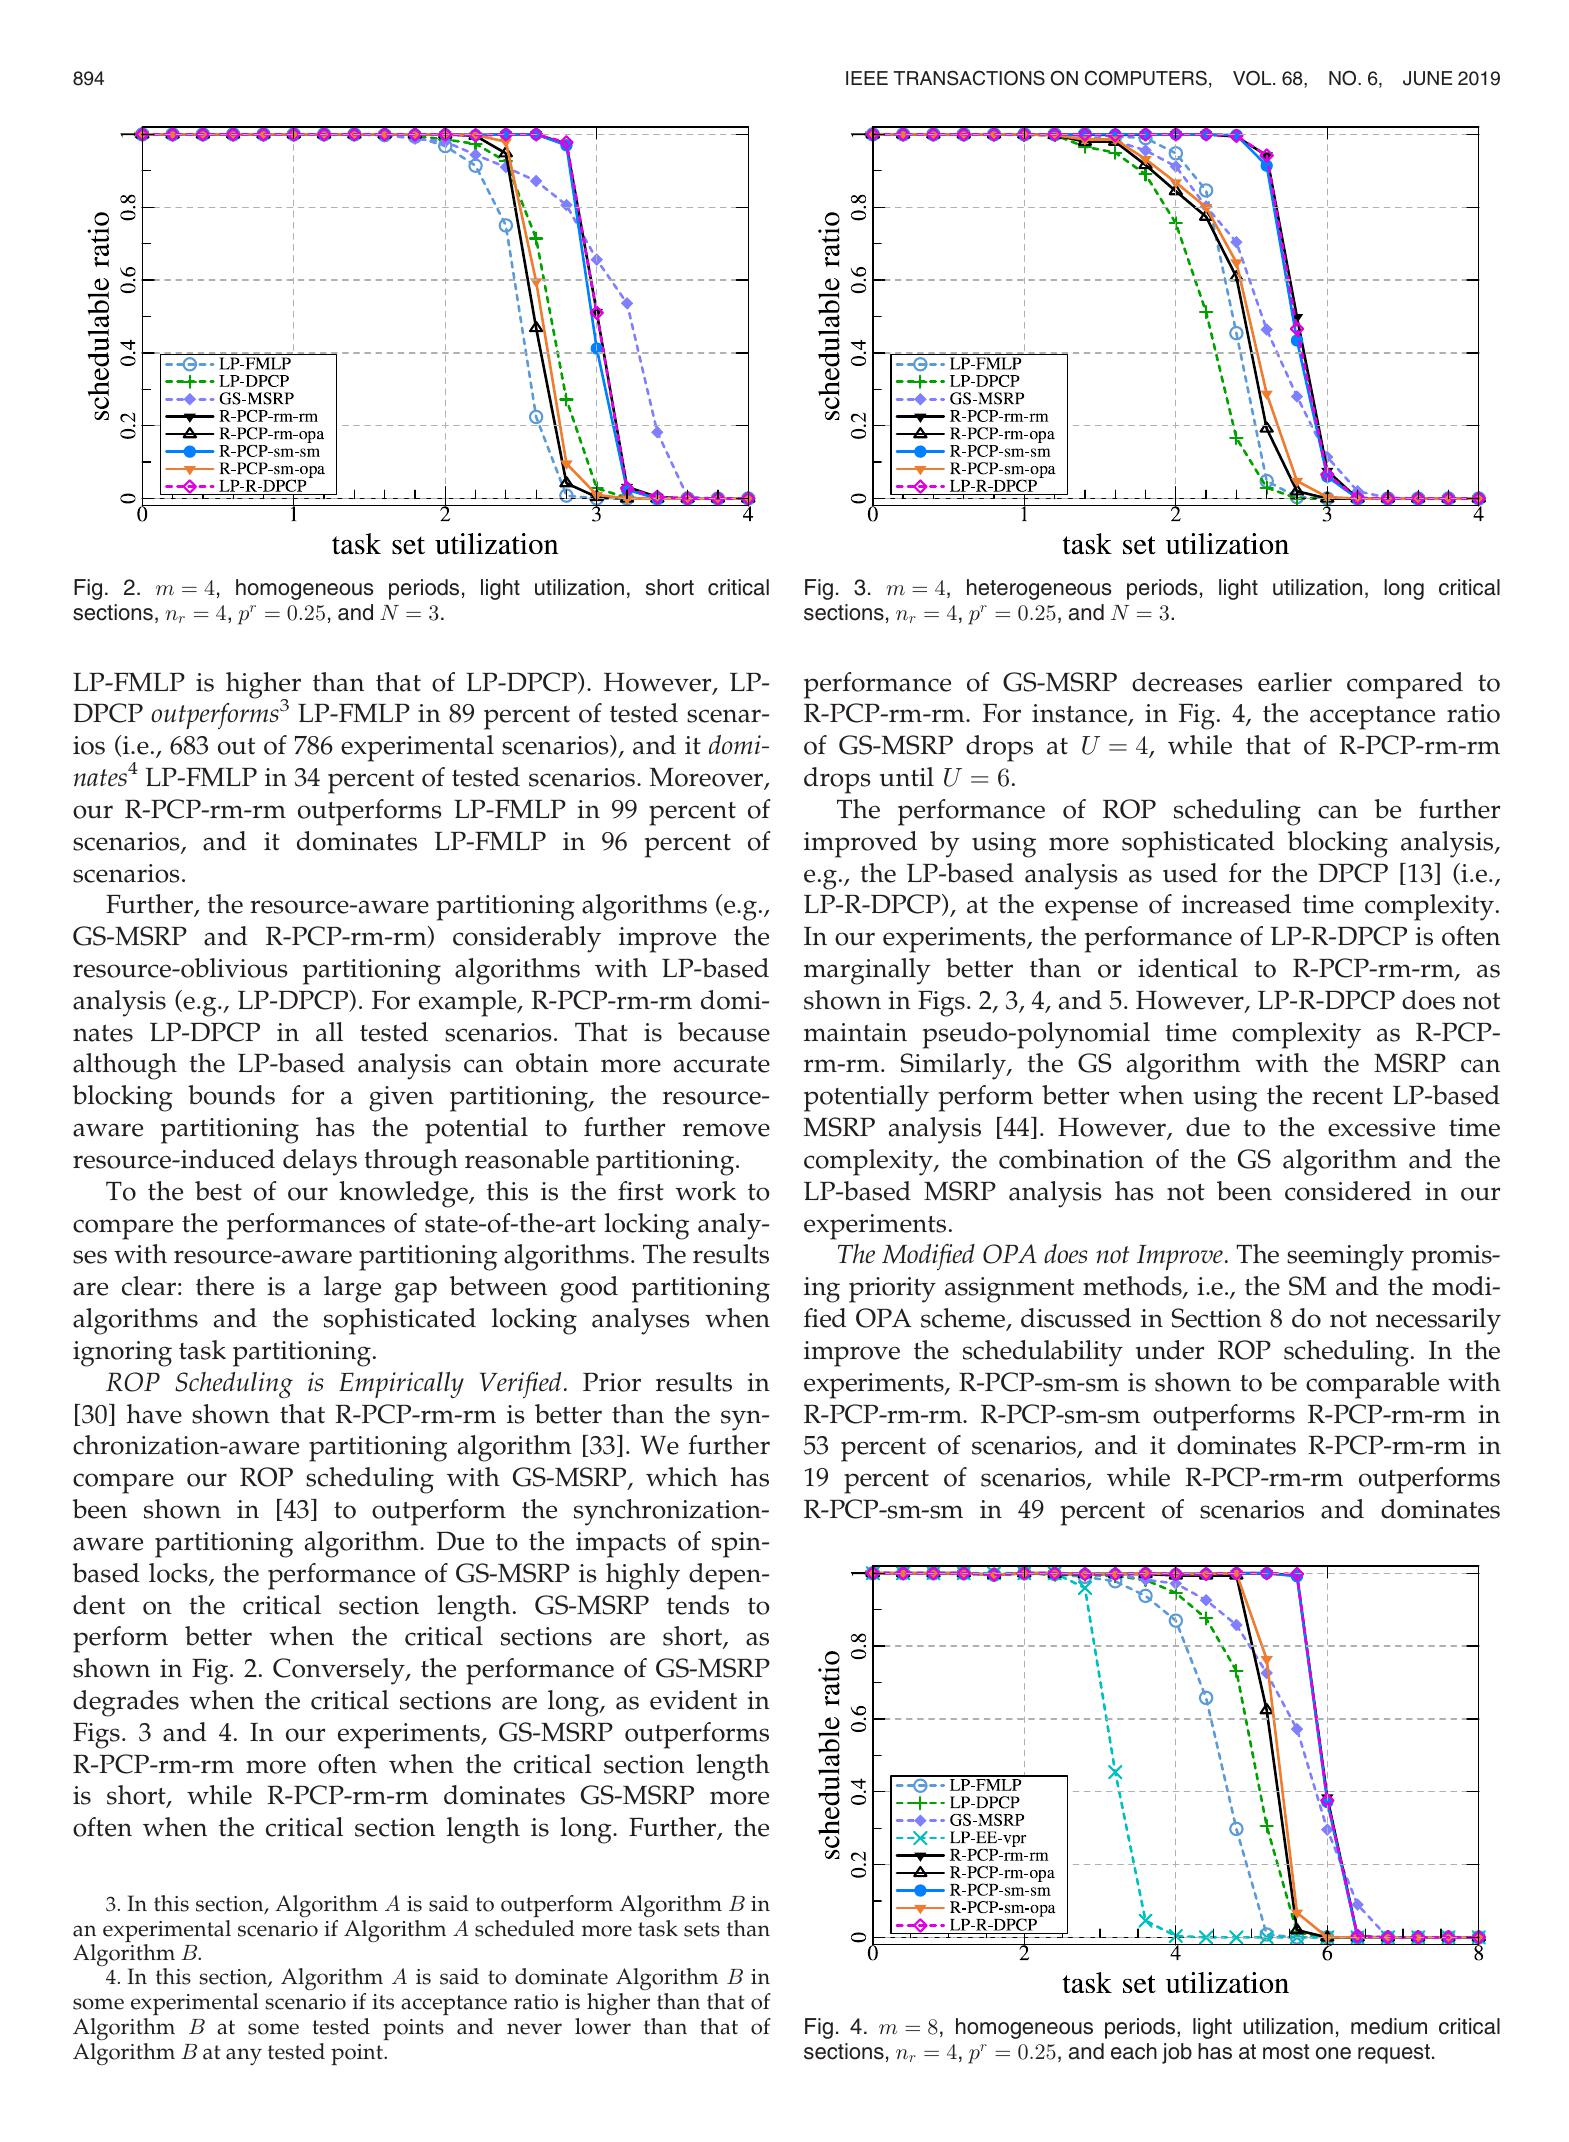 894
IEEE TRANSACTIONS ON COMPUTERS, VOL. 68, NO. 6, JUNE 2019
schedulable ratio
0.8
0.6
0.4
0.2
0
LP-FMLP
LP-DPCP
GS-MSRP
R-PCP-rm-rm
R-PCP-rm-opa
R-PCP-sm-sm
R-PCP-sm-opa
LP-R-DPCP
0 1 2 3 4
task set utilization
Fig. 2. m = 4, homogeneous periods, light utilization, short critical
sections, n_r = 4, p^r = 0.25, and N = 3.
schedulable ratio
0.8
0.6
0.4
0.2
0
LP-FMLP
LP-DPCP
GS-MSRP
R-PCP-rm-rm
R-PCP-rm-opa
R-PCP-sm-sm
R-PCP-sm-opa
LP-R-DPCP
0 1 2 3 4
task set utilization
Fig. 3. m = 4, heterogeneous periods, light utilization, long critical
sections, n_r = 4, p^r = 0.25, and N = 3.
LP-FMLP is higher than that of LP-DPCP). However, LP-
DPCP outperforms³ LP-FMLP in 89 percent of tested scenar-
ios (i.e., 683 out of 786 experimental scenarios), and it domi-
nates⁴ LP-FMLP in 34 percent of tested scenarios. Moreover,
our R-PCP-rm-rm outperforms LP-FMLP in 99 percent of
scenarios, and it dominates LP-FMLP in 96 percent of
scenarios.
Further, the resource-aware partitioning algorithms (e.g.,
GS-MSRP and R-PCP-rm-rm) considerably improve the
resource-oblivious partitioning algorithms with LP-based
analysis (e.g., LP-DPCP). For example, R-PCP-rm-rm domi-
nates LP-DPCP in all tested scenarios. That is because
although the LP-based analysis can obtain more accurate
blocking bounds for a given partitioning, the resource-
aware partitioning has the potential to further remove
resource-induced delays through reasonable partitioning.
To the best of our knowledge, this is the first work to
compare the performances of state-of-the-art locking analy-
ses with resource-aware partitioning algorithms. The results
are clear: there is a large gap between good partitioning
algorithms and the sophisticated locking analyses when
ignoring task partitioning.
ROP Scheduling is Empirically Verified. Prior results in
[30] have shown that R-PCP-rm-rm is better than the syn-
chronization-aware partitioning algorithm [33]. We further
compare our ROP scheduling with GS-MSRP, which has
been shown in [43] to outperform the synchronization-
aware partitioning algorithm. Due to the impacts of spin-
based locks, the performance of GS-MSRP is highly depen-
dent on the critical section length. GS-MSRP tends to
perform better when the critical sections are short, as
shown in Fig. 2. Conversely, the performance of GS-MSRP
degrades when the critical sections are long, as evident in
Figs. 3 and 4. In our experiments, GS-MSRP outperforms
R-PCP-rm-rm more often when the critical section length
is short, while R-PCP-rm-rm dominates GS-MSRP more
often when the critical section length is long. Further, the
3. In this section, Algorithm A is said to outperform Algorithm B in
an experimental scenario if Algorithm A scheduled more task sets than
Algorithm B.
4. In this section, Algorithm A is said to dominate Algorithm B in
some experimental scenario if its acceptance ratio is higher than that of
Algorithm B at some tested points and never lower than that of
Algorithm B at any tested point.
performance of GS-MSRP decreases earlier compared to
R-PCP-rm-rm. For instance, in Fig. 4, the acceptance ratio
of GS-MSRP drops at U = 4, while that of R-PCP-rm-rm
drops until U = 6.
The performance of ROP scheduling can be further
improved by using more sophisticated blocking analysis,
e.g., the LP-based analysis as used for the DPCP [13] (i.e.,
LP-R-DPCP), at the expense of increased time complexity.
In our experiments, the performance of LP-R-DPCP is often
marginally better than or identical to R-PCP-rm-rm, as
shown in Figs. 2, 3, 4, and 5. However, LP-R-DPCP does not
maintain pseudo-polynomial time complexity as R-PCP-
rm-rm. Similarly, the GS algorithm with the MSRP can
potentially perform better when using the recent LP-based
MSRP analysis [44]. However, due to the excessive time
complexity, the combination of the GS algorithm and the
LP-based MSRP analysis has not been considered in our
experiments.
The Modified OPA does not Improve. The seemingly promis-
ing priority assignment methods, i.e., the SM and the modi-
fied OPA scheme, discussed in Secttion 8 do not necessarily
improve the schedulability under ROP scheduling. In the
experiments, R-PCP-sm-sm is shown to be comparable with
R-PCP-rm-rm. R-PCP-sm-sm outperforms R-PCP-rm-rm in
53 percent of scenarios, and it dominates R-PCP-rm-rm in
19 percent of scenarios, while R-PCP-rm-rm outperforms
R-PCP-sm-sm in 49 percent of scenarios and dominates
schedulable ratio
0.8
0.6
0.4
0.2
0
LP-FMLP
LP-DPCP
GS-MSRP
LP-EE-vpr
R-PCP-rm-rm
R-PCP-rm-opa
R-PCP-sm-sm
R-PCP-sm-opa
LP-R-DPCP
0 2 4 6 8
task set utilization
Fig. 4. m = 8, homogeneous periods, light utilization, medium critical
sections, n_r = 4, p^r = 0.25, and each job has at most one request.